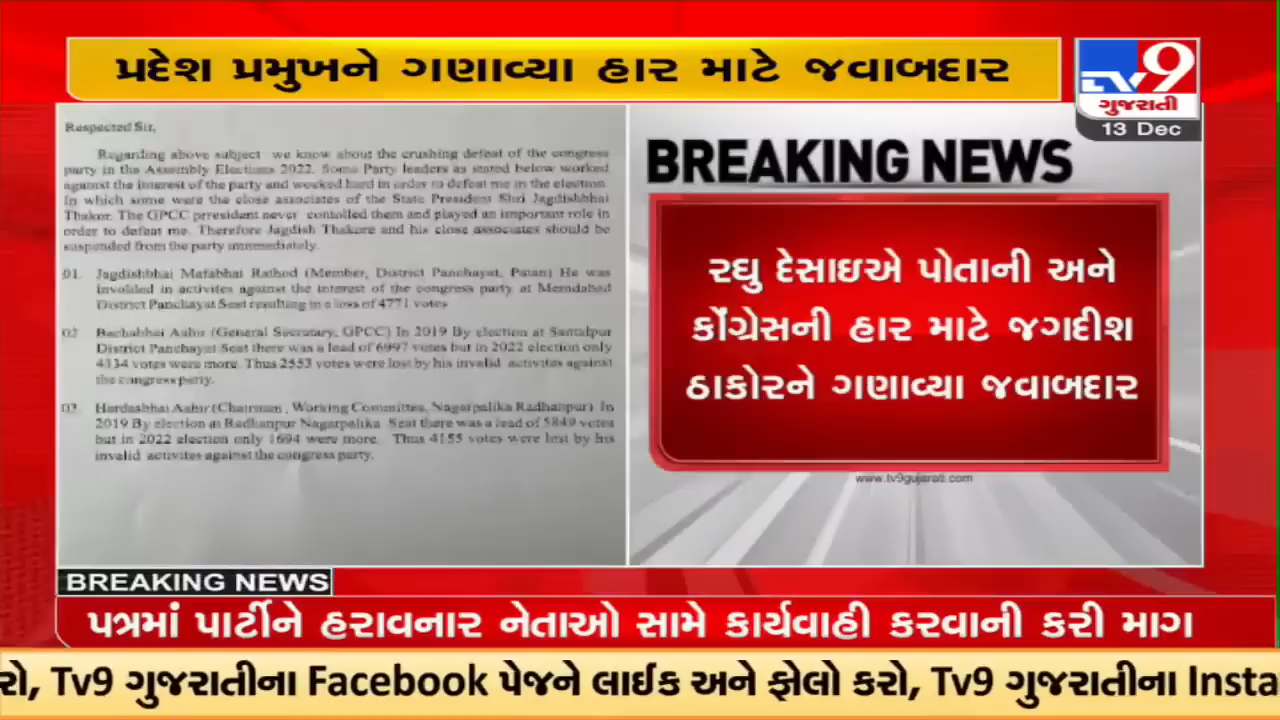 પ્રદેશ પ્રમુખને ગણાવ્યા હાર માટે જવાબદાર
TV9
ગુજરાતી
13 Dec
Respected Sir,
Regarding above subject we know about the crushing defeat of the congress
party in the Assembly Elections 2022. Some Party leaders as stated below worked
against the interest of the party and worked hard in order to defeat me in the election
In which some were the close associates of the State President Shri Jagdishbhai
Thakor. The GPCC prresident never contolled them and played an important role in
order to defeat me. Therefore Jagdish Thakore and his close associates should be
suspended from the party immediately.
01. Jagdishbhai Mafabhai Rathod (Member, District Panchayat, Patan) He was
involded in activites against the interest of the congress party at Memdabad
District Panchayat Seat resulting in a loss of 4771 votes
02 Bachabhai Aahir (General Secretary, GPCC) In 2019 By election at Santalpur
District Panchayat Seat there was a lead of 6997 votes but in 2022 election only
4134 votes were more. Thus 2553 votes were lost by his invalid activites against
the congress party.
03. Hardasbhai Aahir (Chairmam, Working Committee, Nagarpalika Radhanpur) In
2019 By election at Radhanpur Nagarpalika Seat there was a lead of 5849 votes
but in 2022 election only 1694 were more. Thus 4155 votes were lost by his
invalid activites against the congress party.
BREAKING NEWS
રઘુ દેસાઇએ પોતાની અને
કોંગ્રેસની હાર માટે જગદીશ
ઠાકોરને ગણાવ્યા જવાબદાર
www.tv9gujarati.com
BREAKING NEWS
પત્રમાં પાર્ટીને હરાવનાર નેતાઓ સામે કાર્યવાહી કરવાની કરી માગ
રો, Tv9 ગુજરાતીના Facebook પેજને લાઈક અને ફોલો કરો, Tv9 ગુજરાતીના Insta